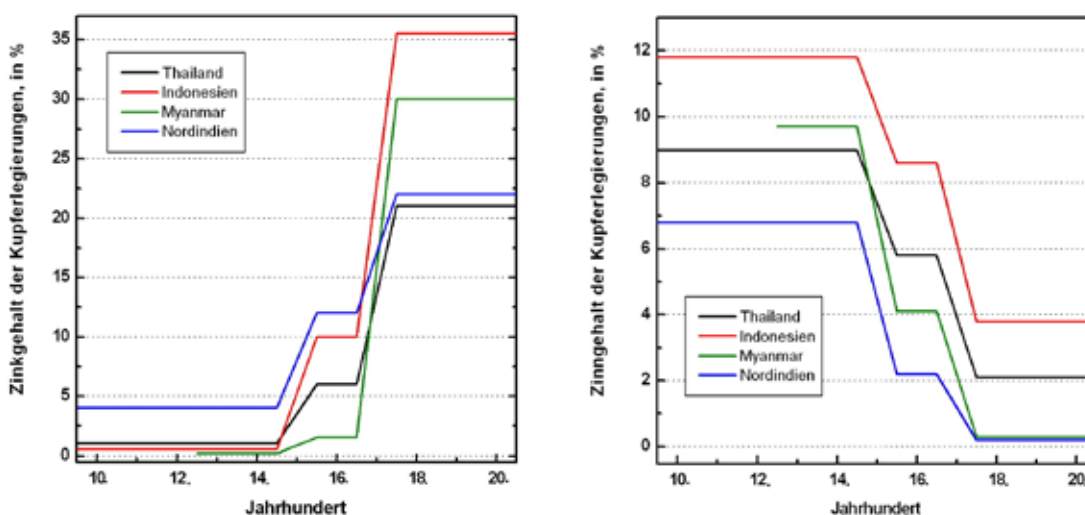 Zinkgehalt der Kupferlegierungen, in %
35
30
25
20
15
10
5
0
Thailand
Indonesien
Myanmar
Nordindien
10. 12. 14. 16. 18. 20.
Jahrhundert
Zinngehalt der Kupferlegierungen, in %
12
10
8
6
4
2
0
Thailand
Indonesien
Myanmar
Nordindien
10. 12. 14. 16. 18. 20.
Jahrhundert